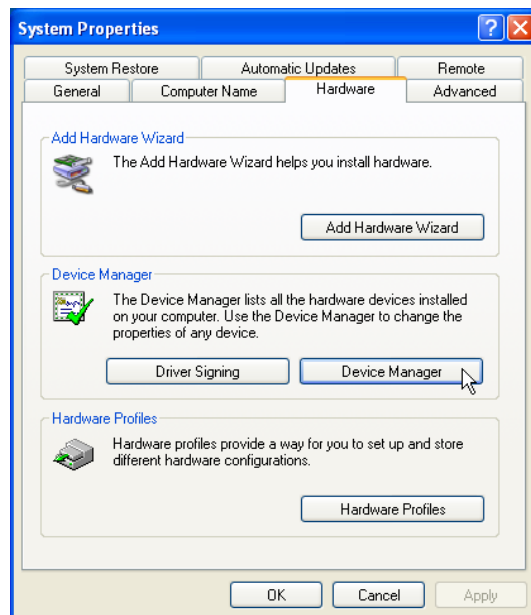 System Properties
System Restore Automatic Updates Remote
General Computer Name Hardware Advanced
Add Hardware Wizard
The Add Hardware Wizard helps you install hardware.
Add Hardware Wizard
Device Manager
The Device Manager lists all the hardware devices installed
on your computer. Use the Device Manager to change the
properties of any device.
Driver Signing Device Manager
Hardware Profiles
Hardware profiles provide a way for you to set up and store
different hardware configurations.
Hardware Profiles
OK Cancel Apply